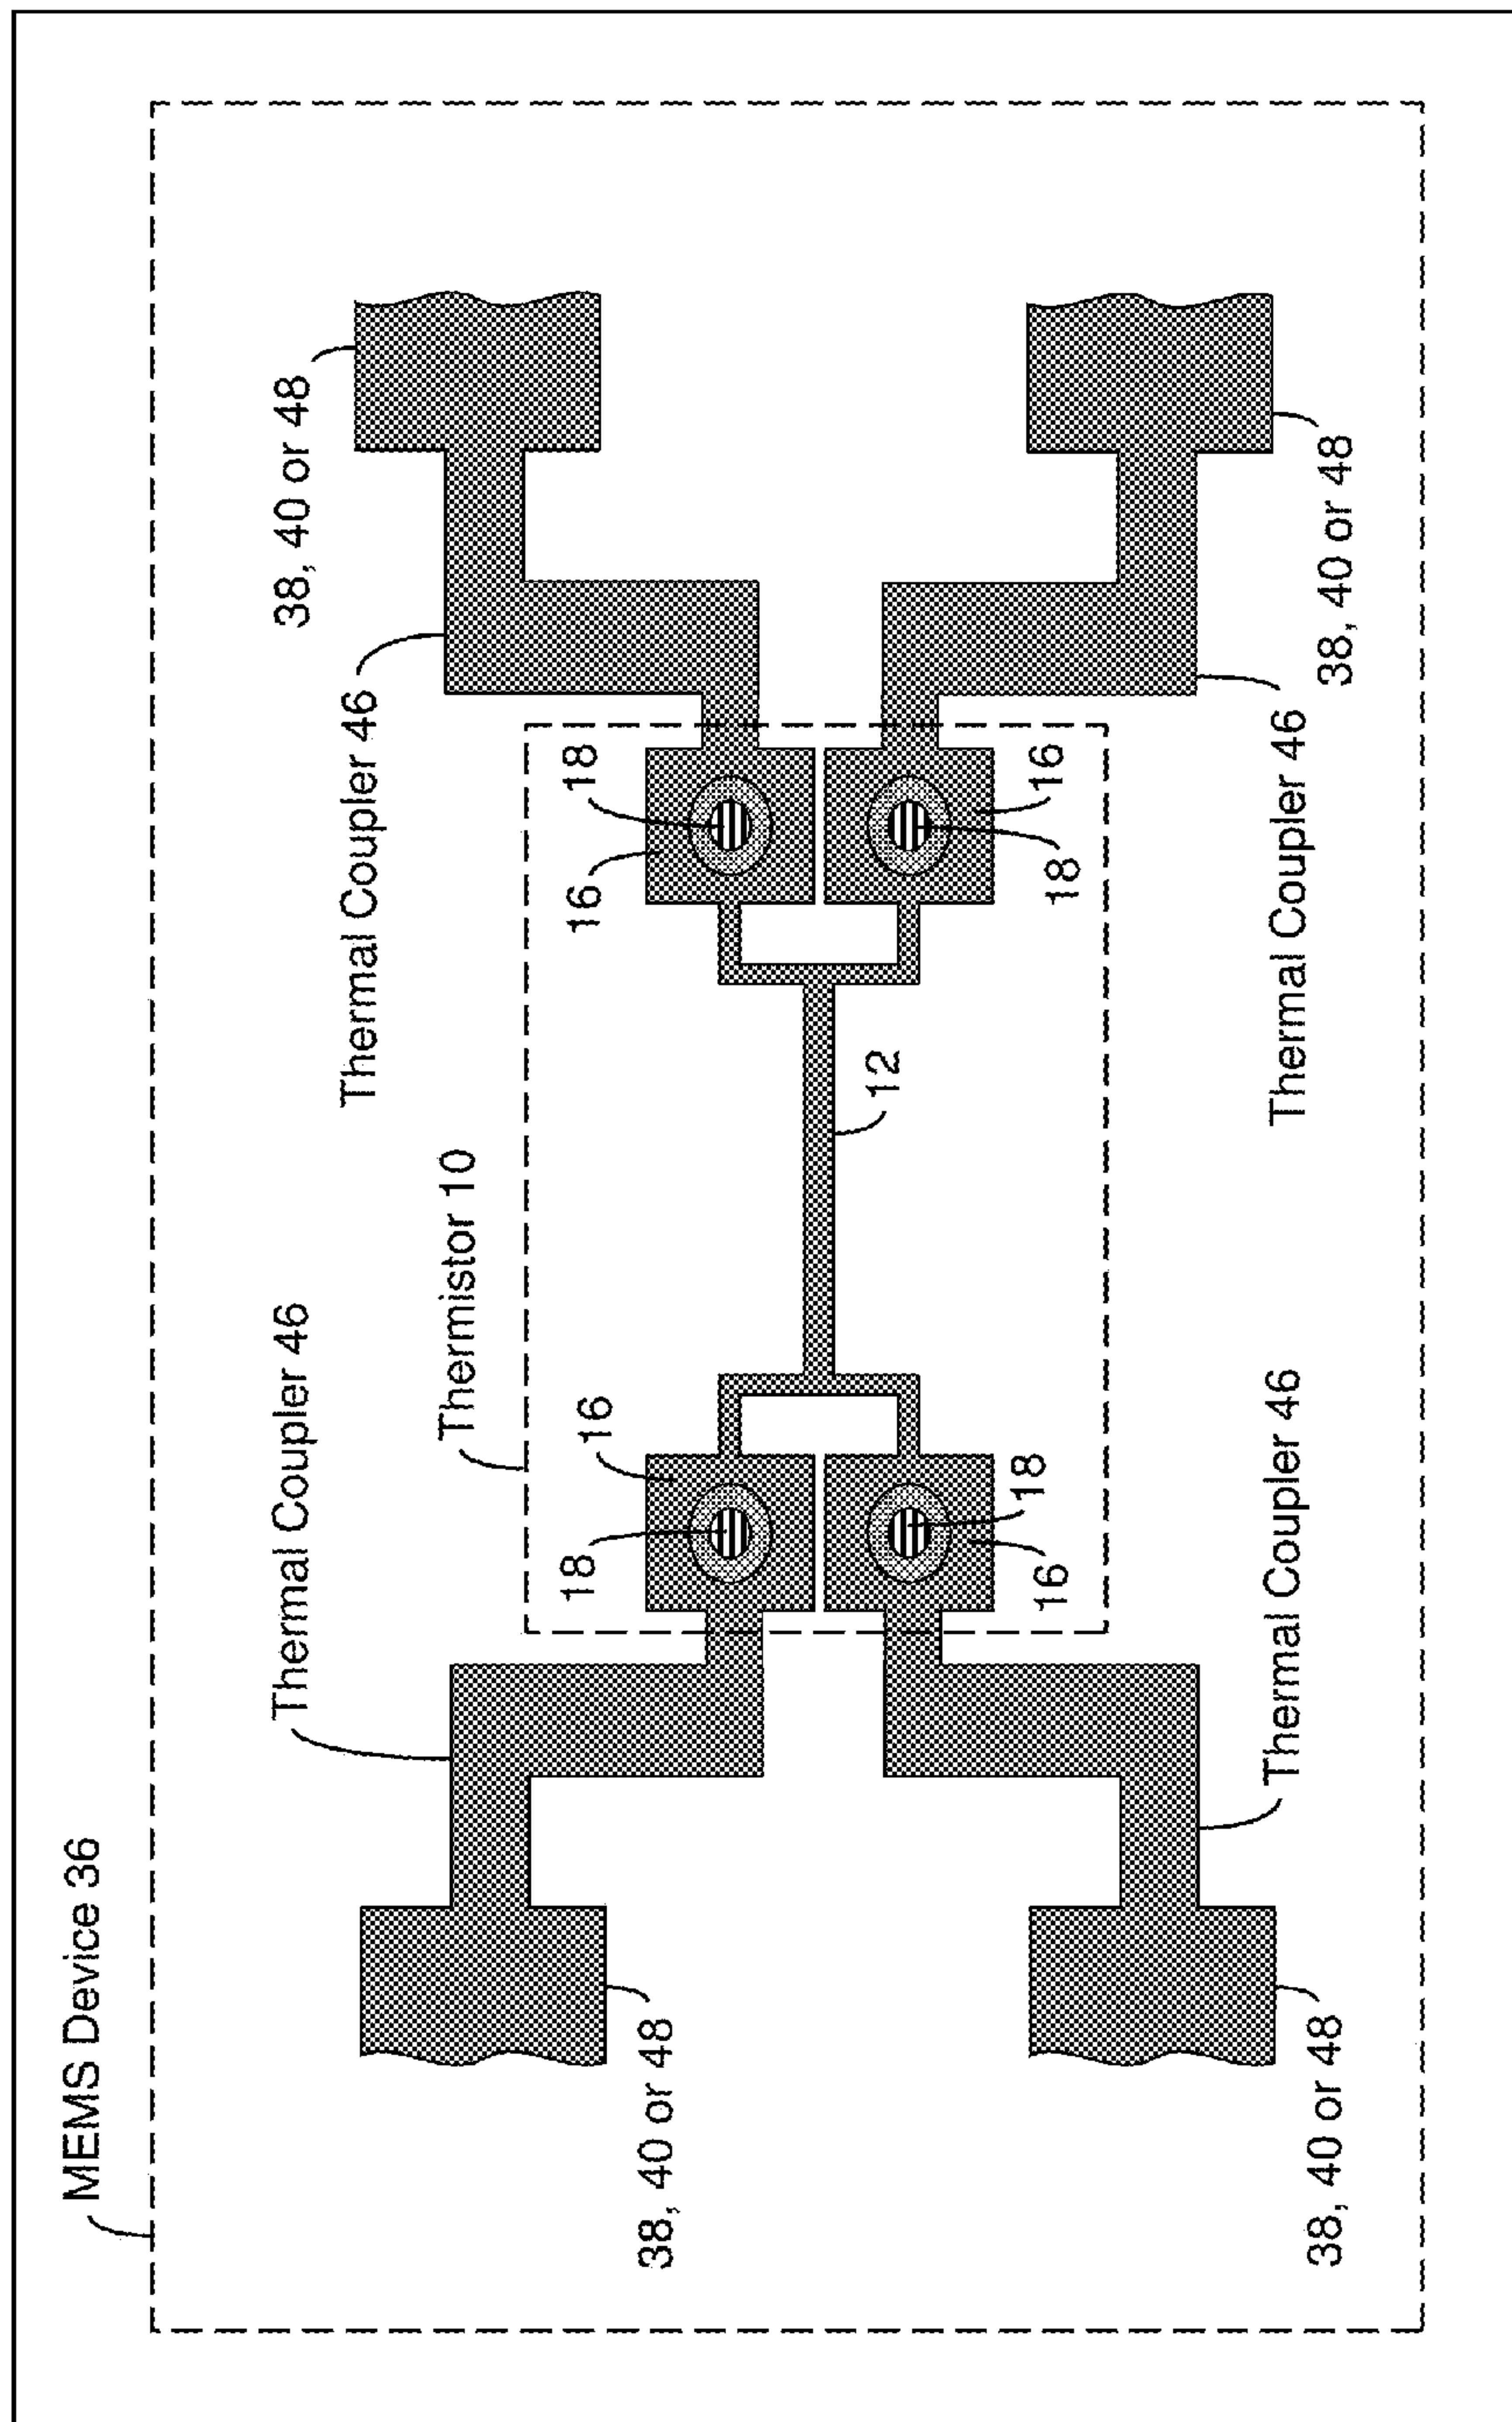 MEMS Device 36
Thermal Coupler 46
38, 40 or 48
Thermal Coupler 46
Thermistor 10
18
16
16
18
38, 40 or 48
12
16
18
18
16
Thermal Coupler 46
Thermal Coupler 46
38, 40 or 48
38, 40 or 48